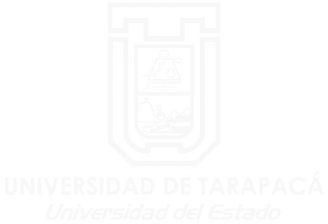 UNIVERSIDAD DE TARAPACÁ
Universidad del Estado